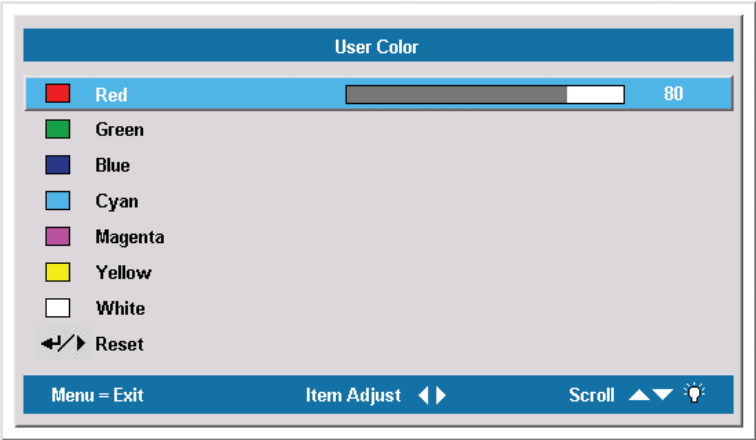 User Color
Red 80
Green
Blue
Cyan
Magenta
Yellow
White
Reset
Menu = Exit Item Adjust Scroll